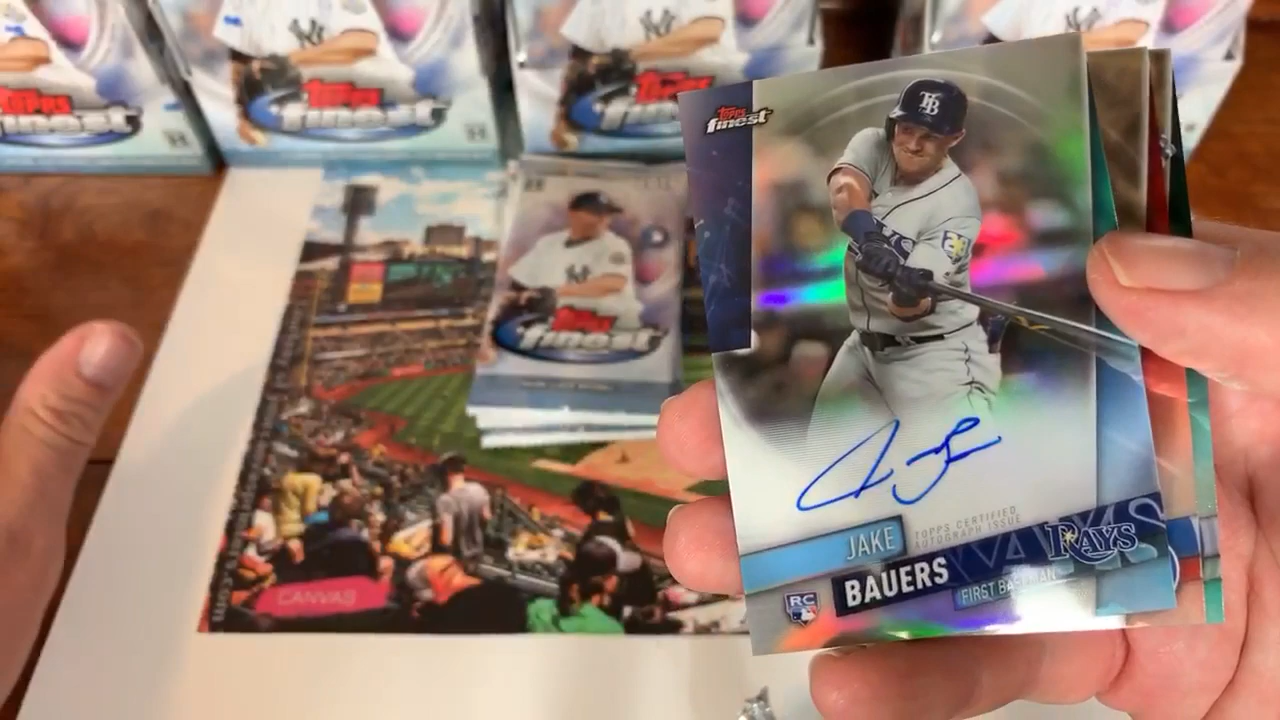 TOPPS
finest
TOPPS
finest
TOPPS
finest
TOPPS
finest
TOPPS
finest
TB
CANVAS
TOPPS CERTIFIED
AUTOGRAPH ISSUE
JAKE
BAUERS
RAYS
FIRST BASEMAN
RC